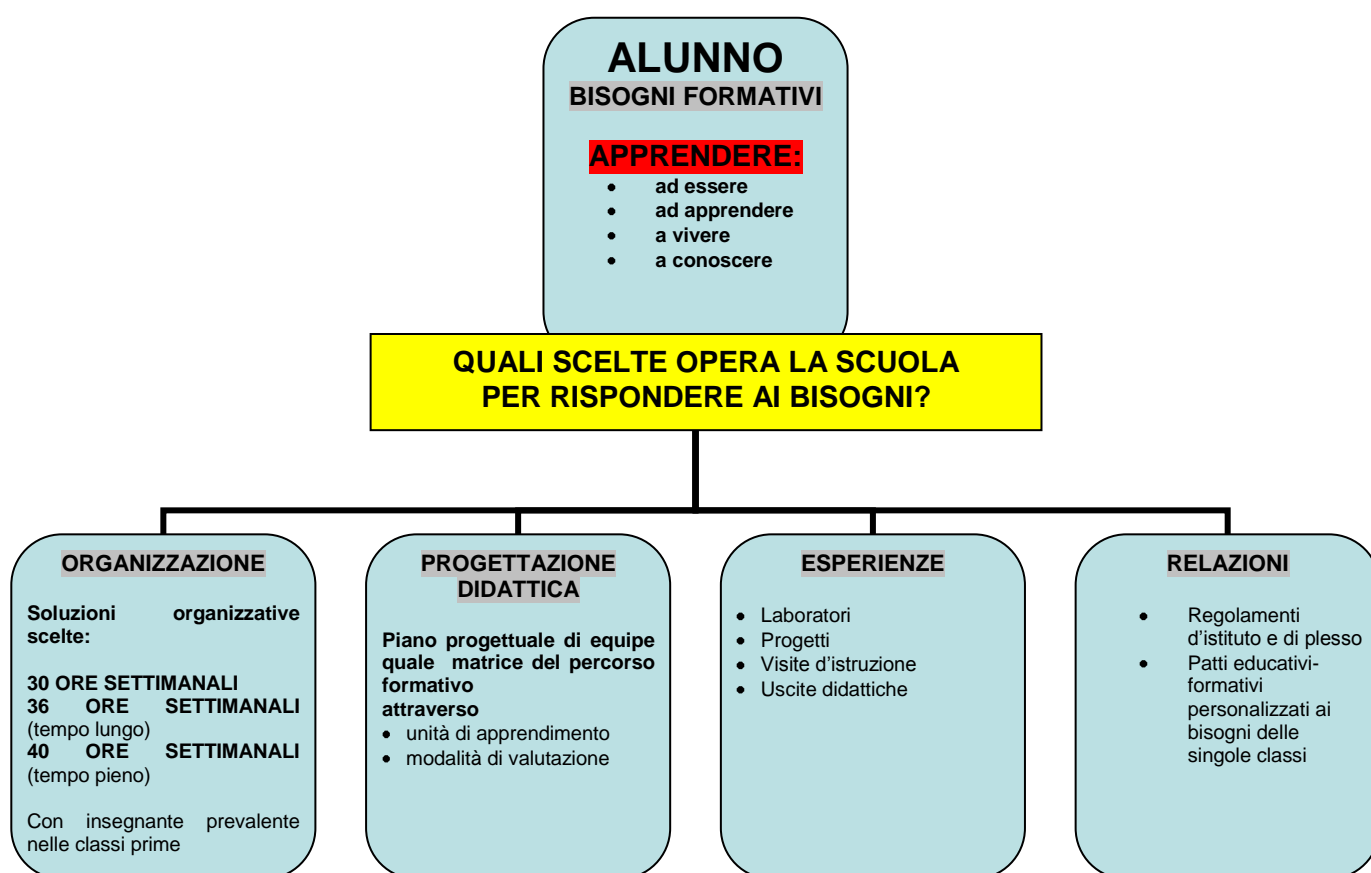 ALUNNO
BISOGNI FORMATIVI
APPRENDERE:
• ad essere
• ad apprendere
• a vivere
• a conoscere
QUALI SCELTE OPERA LA SCUOLA
PER RISPONDERE AI BISOGNI?
ORGANIZZAZIONE
Soluzioni organizzative
scelte:
30 ORE SETTIMANALI
36 ORE SETTIMANALI
(tempo lungo)
40 ORE SETTIMANALI
(tempo pieno)
Con insegnante prevalente
nelle classi prime
PROGETTAZIONE
DIDATTICA
Piano progettuale di equipe
quale matrice del percorso
formativo
attraverso
• unità di apprendimento
• modalità di valutazione
ESPERIENZE
• Laboratori
• Progetti
• Visite d'istruzione
• Uscite didattiche
RELAZIONI
• Regolamenti
d'istituto e di plesso
• Patti educativi-
formativi
personalizzati ai
bisogni delle
singole classi